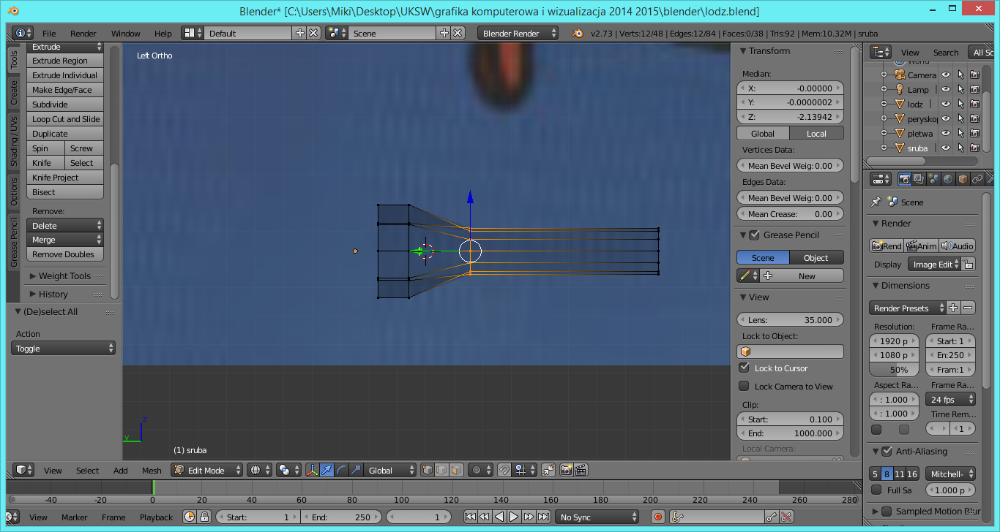 Blender* [C:\Users\Miki\Desktop\UKSW\grafika komputerowa i wizualizacja 2014 2015\blender\lodz.blend]
File Render Window Help Default Scene Blender Render v2.73 | Verts:12/48 | Edges:12/84 | Faces:0/38 | Tris:92 | Mem:10.32M | sruba
Tools
Create
Shading / UVs
Options
Grease Pencil
Extrude
Extrude Region
Extrude Individual
Make Edge/Face
Subdivide
Loop Cut and Slide
Duplicate
Spin Screw
Knife Select
Knife Project
Bisect
Remove:
Delete
Merge
Remove Doubles
Weight Tools
History
(De)select All
Action
Toggle
Left Ortho
z
y
(1) sruba
Transform
Median:
X: -0.00000
Y: -0.0000002
Z: -2.13942
Global Local
Vertices Data:
Mean Bevel Weig: 0.00
Edges Data:
Mean Bevel Weig: 0.00
Mean Crease: 0.00
Grease Pencil
Scene Object
New
View
Lens: 35.000
Lock to Object:
Lock to Cursor
Lock Camera to View
Clip:
Start: 0.100
End: 1000.000
Local Camera:
View Search All Sc
World
Camera
Lamp
lodz
perysko
pletwa
sruba
Scene
Render
Rend Anim Audio
Display Image Edit
Dimensions
Render Presets
Resolution: Frame Ra...
1920 p Start: 1
1080 p En:250
50% Fram:1
Aspect Ra... Frame Ra...
: 1.000 24 fps
: 1.000 Time Rem...
1
Anti-Aliasing
5 8 11 16 Mitchell-
Full Sa 1.000 p
Sampled Motion Blur
View Select Add Mesh Edit Mode Global
-40 -20 0 20 40 60 80 100 120 140 160 180 200 220 240 260 280
View Marker Frame Playback Start: 1 End: 250 1 No Sync